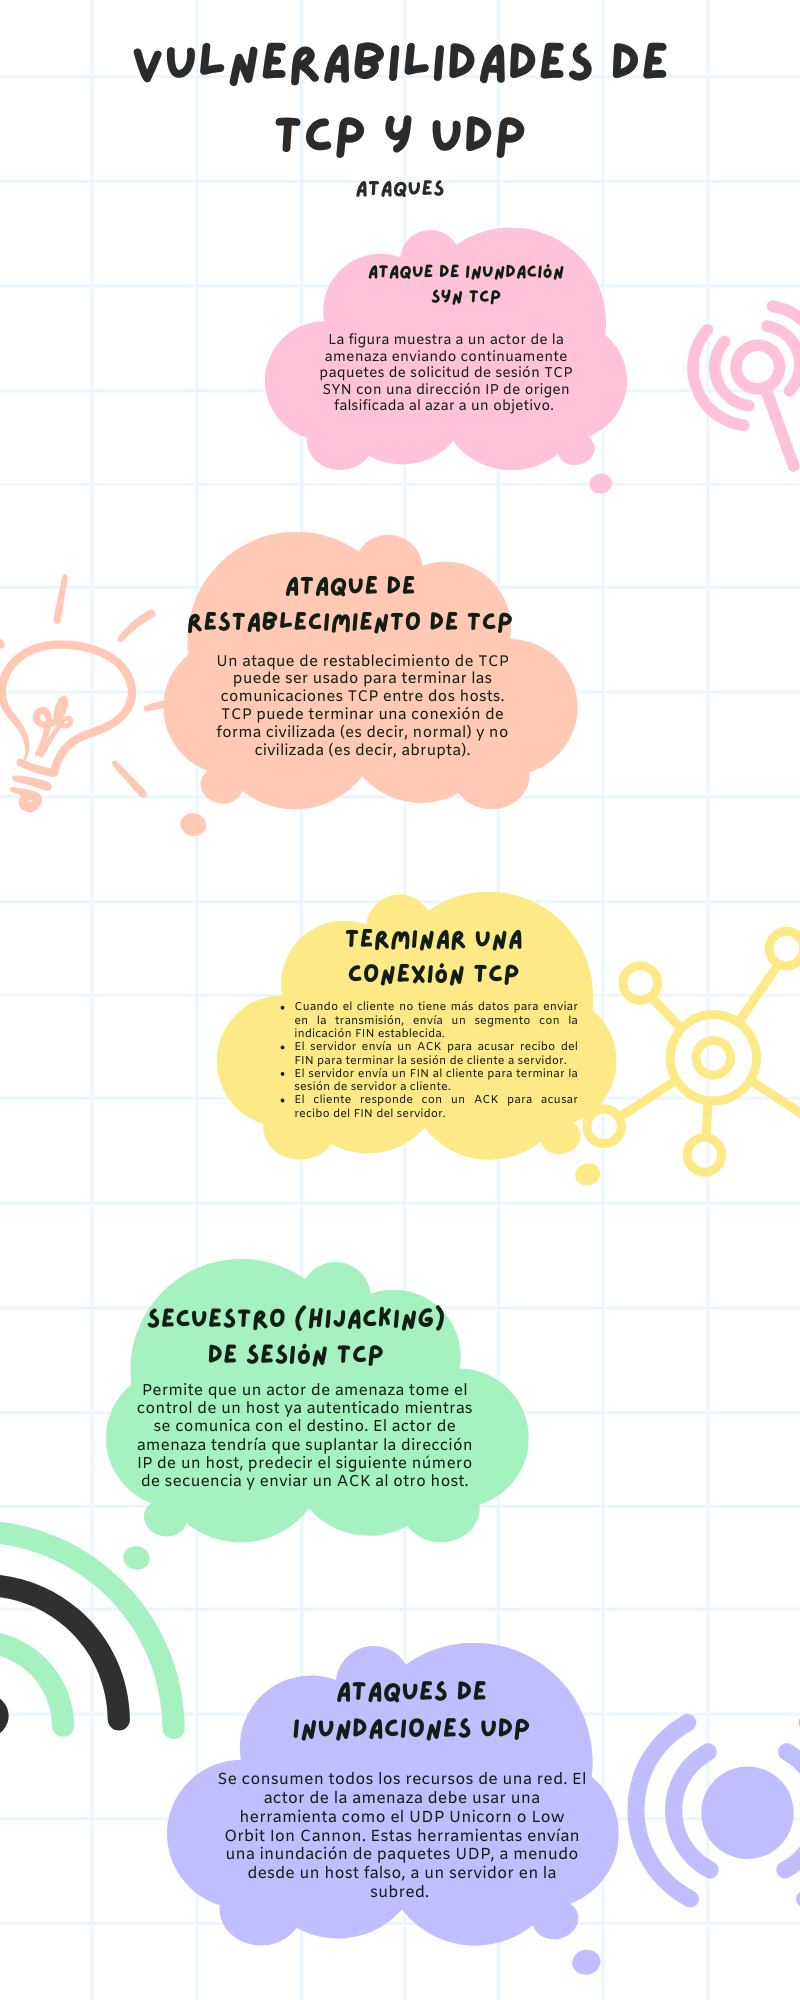 VULNERABILIDADES DE
TCP Y UDP
ATAQUES
ATAQUE DE INUNDACIÓN
SYN TCP
La figura muestra a un actor de la
amenaza enviando continuamente
paquetes de solicitud de sesión TCP
SYN con una dirección IP de origen
falsificada al azar a un objetivo.
ATAQUE DE
RESTABLECIMIENTO DE TCP
Un ataque de restablecimiento de TCP
puede ser usado para terminar las
comunicaciones TCP entre dos hosts.
TCP puede terminar una conexión de
forma civilizada (es decir, normal) y no
civilizada (es decir, abrupta).
TERMINAR UNA
CONEXIÓN TCP
• Cuando el cliente no tiene más datos para enviar
en la transmisión, envía un segmento con la
indicación FIN establecida.
• El servidor envía un ACK para acusar recibo del
FIN para terminar la sesión de cliente a servidor.
• El servidor envía un FIN al cliente para terminar la
sesión de servidor a cliente.
• El cliente responde con un ACK para acusar
recibo del FIN del servidor.
SECUESTRO (HIJACKING)
DE SESIÓN TCP
Permite que un actor de amenaza tome el
control de un host ya autenticado mientras
se comunica con el destino. El actor de
amenaza tendría que suplantar la dirección
IP de un host, predecir el siguiente número
de secuencia y enviar un ACK al otro host.
ATAQUES DE
INUNDACIONES UDP
Se consumen todos los recursos de una red. El
actor de la amenaza debe usar una
herramienta como el UDP Unicorn o Low
Orbit Ion Cannon. Estas herramientas envían
una inundación de paquetes UDP, a menudo
desde un host falso, a un servidor en la
subred.